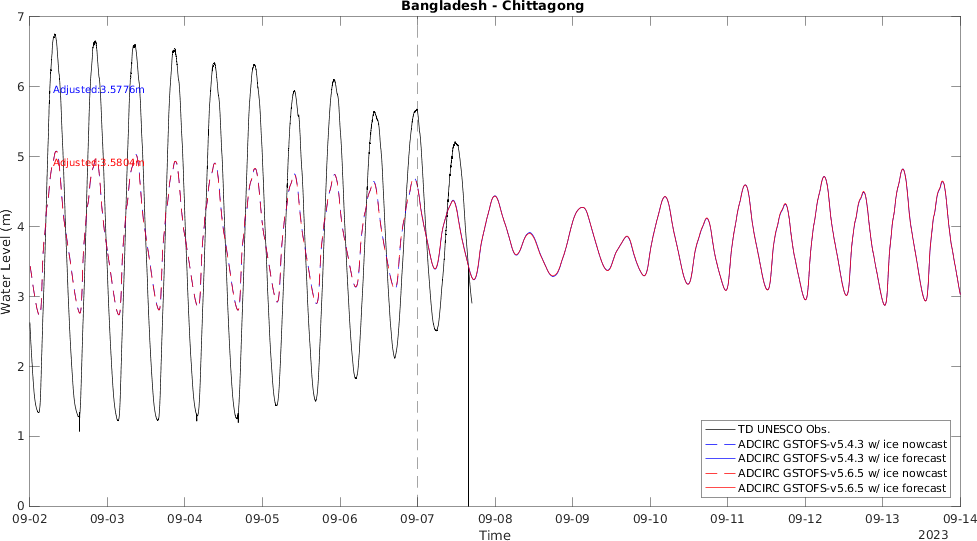 Bangladesh - Chittagong
7
6
5
4
3
2
1
0
Water Level (m)
Adjusted:3.5776m
Adjusted:3.5804m
TD UNESCO Obs.
ADCIRC GSTOFS-v5.4.3 w/ ice nowcast
ADCIRC GSTOFS-v5.4.3 w/ ice forecast
ADCIRC GSTOFS-v5.6.5 w/ ice nowcast
ADCIRC GSTOFS-v5.6.5 w/ ice forecast
09-02 09-03 09-04 09-05 09-06 09-07 09-08 09-09 09-10 09-11 09-12 09-13 09-14
Time
2023